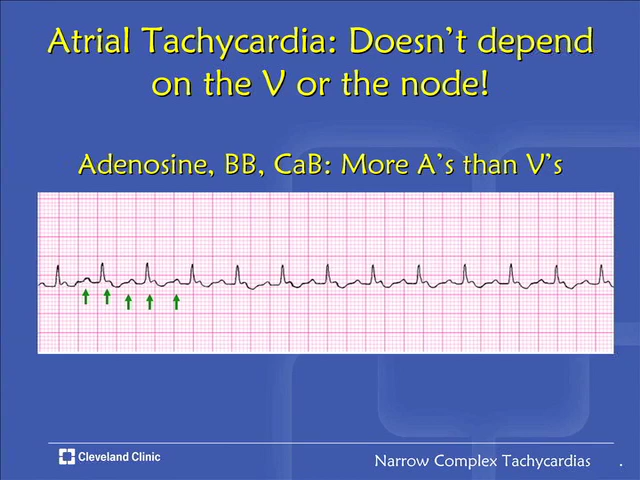 Atrial Tachycardia: Doesn’t depend
on the V or the node!
Adenosine, BB, CaB: More A’s than V’s
Cleveland Clinic
Narrow Complex Tachycardias .